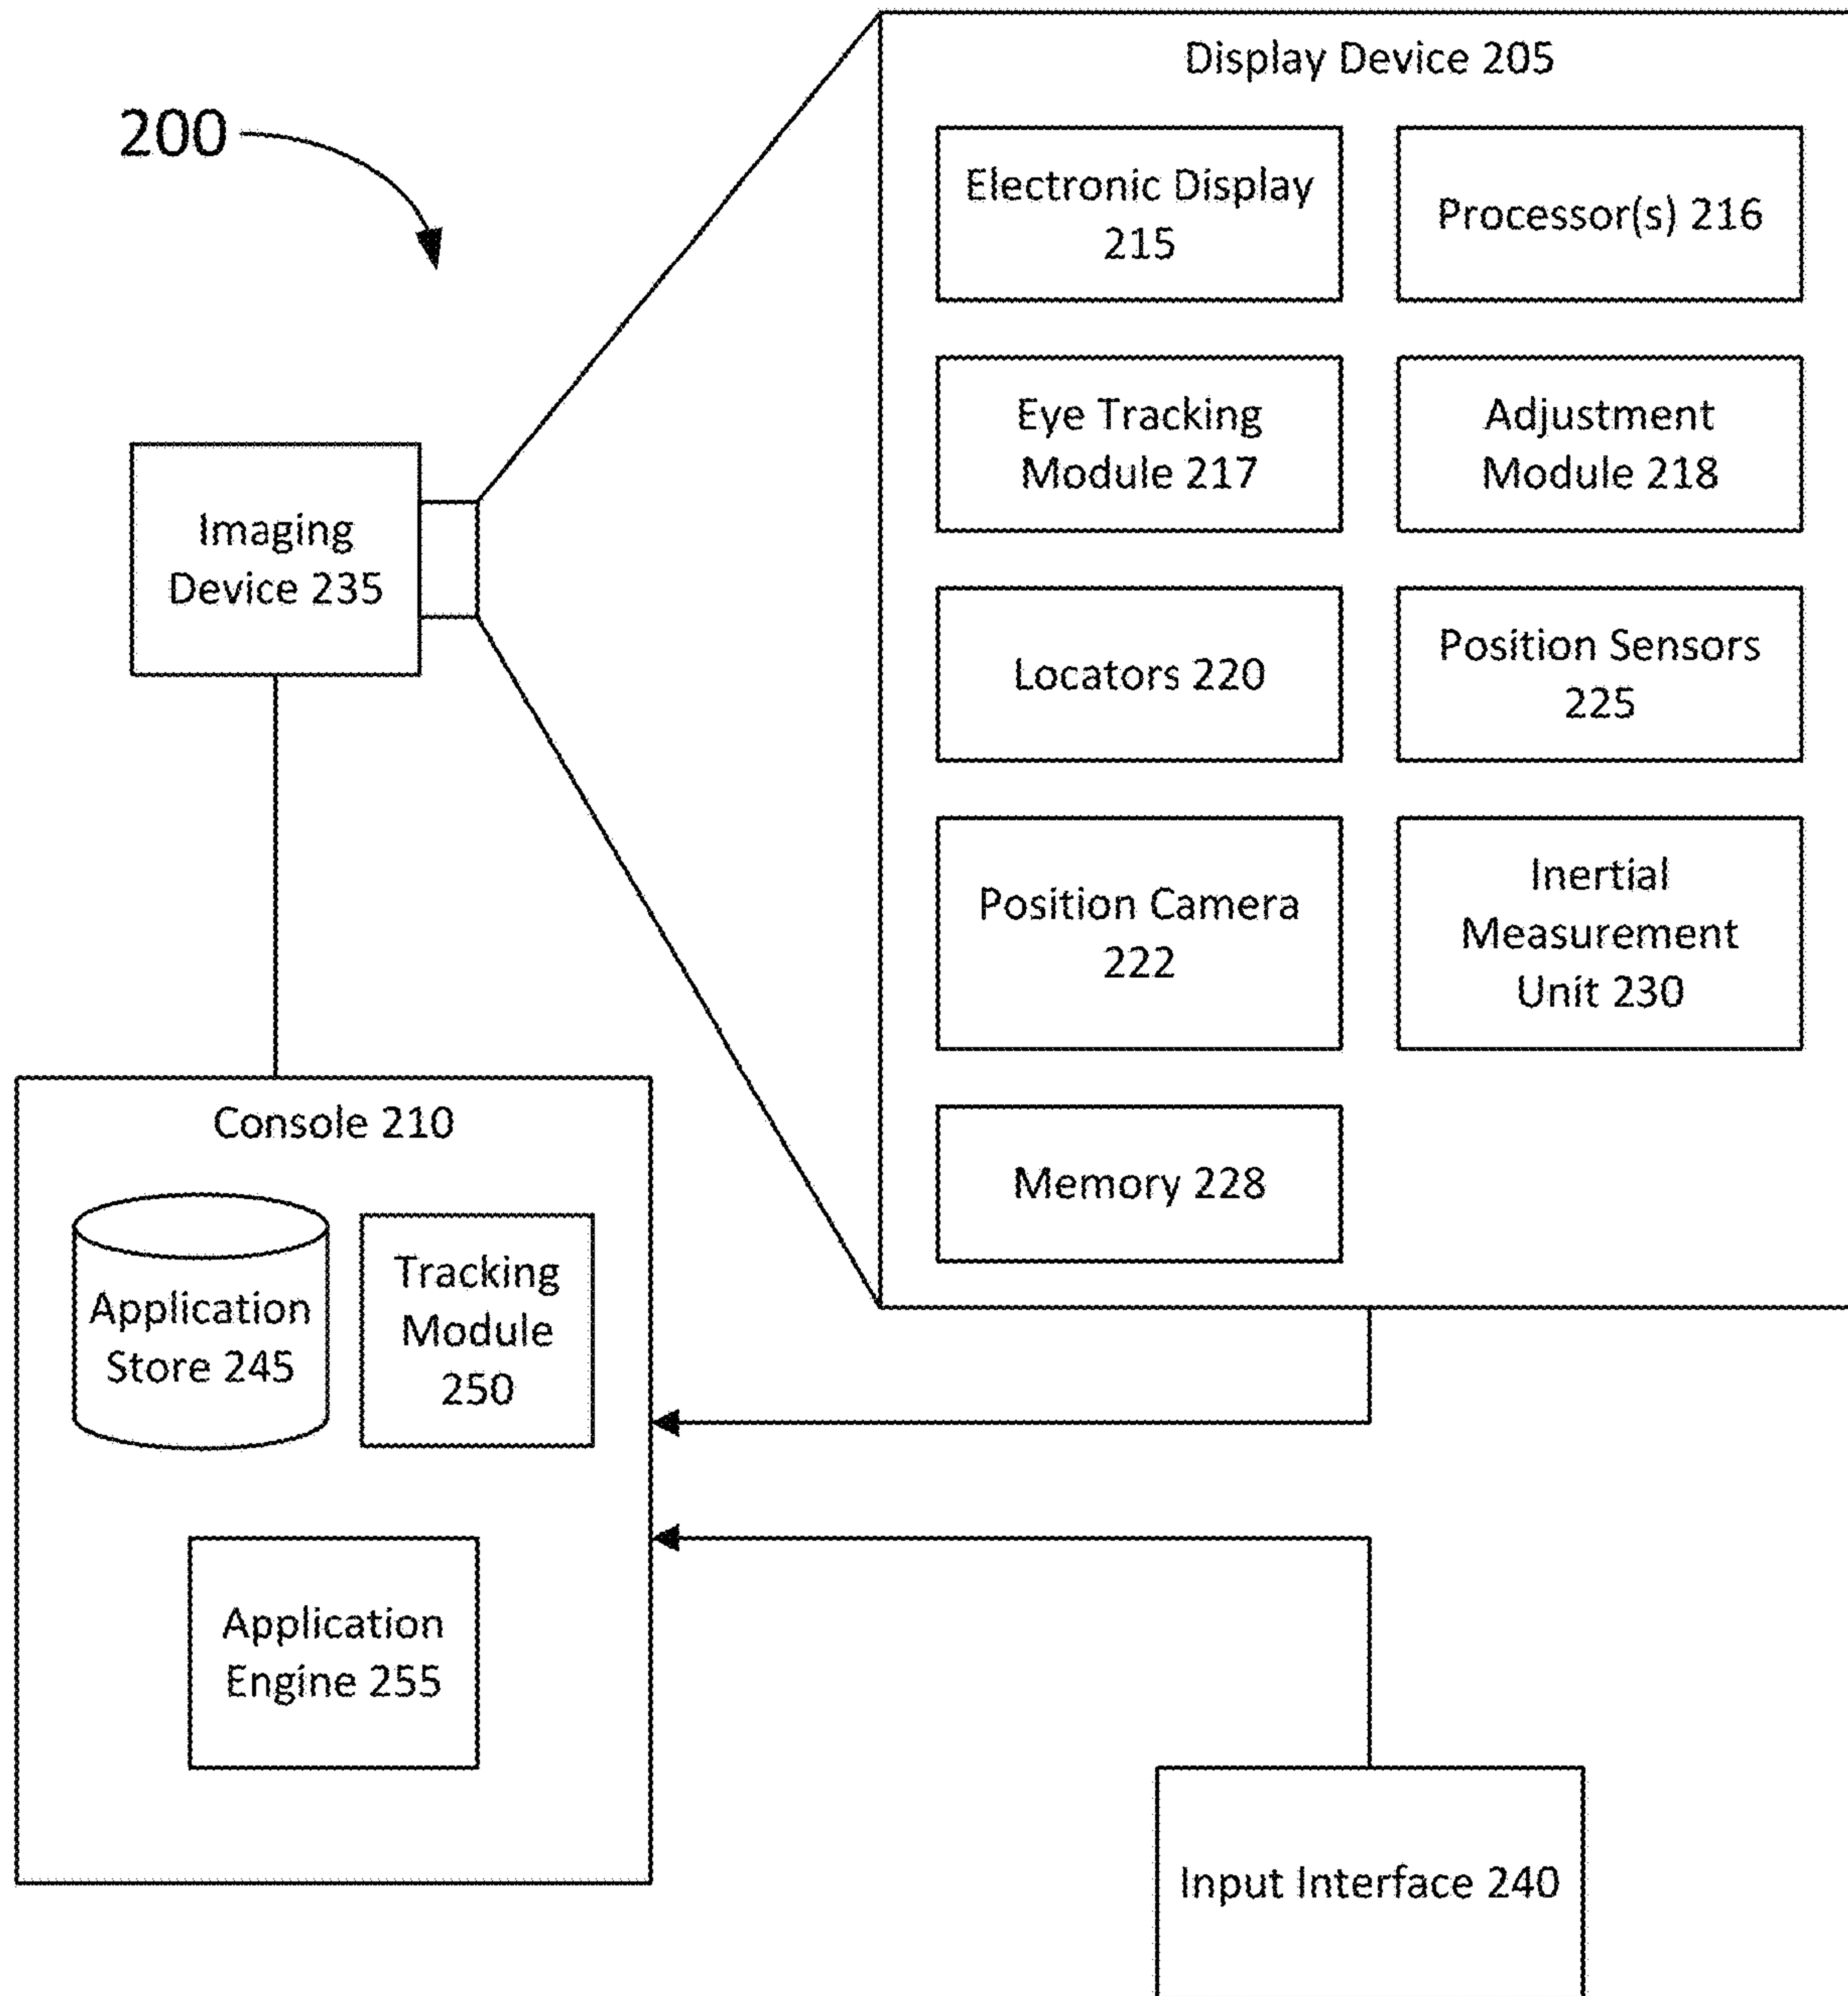 200
Display Device 205
Electronic Display
215
Processor(s) 216
Eye Tracking
Module 217
Adjustment
Module 218
Imaging
Device 235
Locators 220
Position Sensors
225
Position Camera
222
Inertial
Measurement
Unit 230
Memory 228
Console 210
Application
Store 245
Tracking
Module
250
Application
Engine 255
Input Interface 240